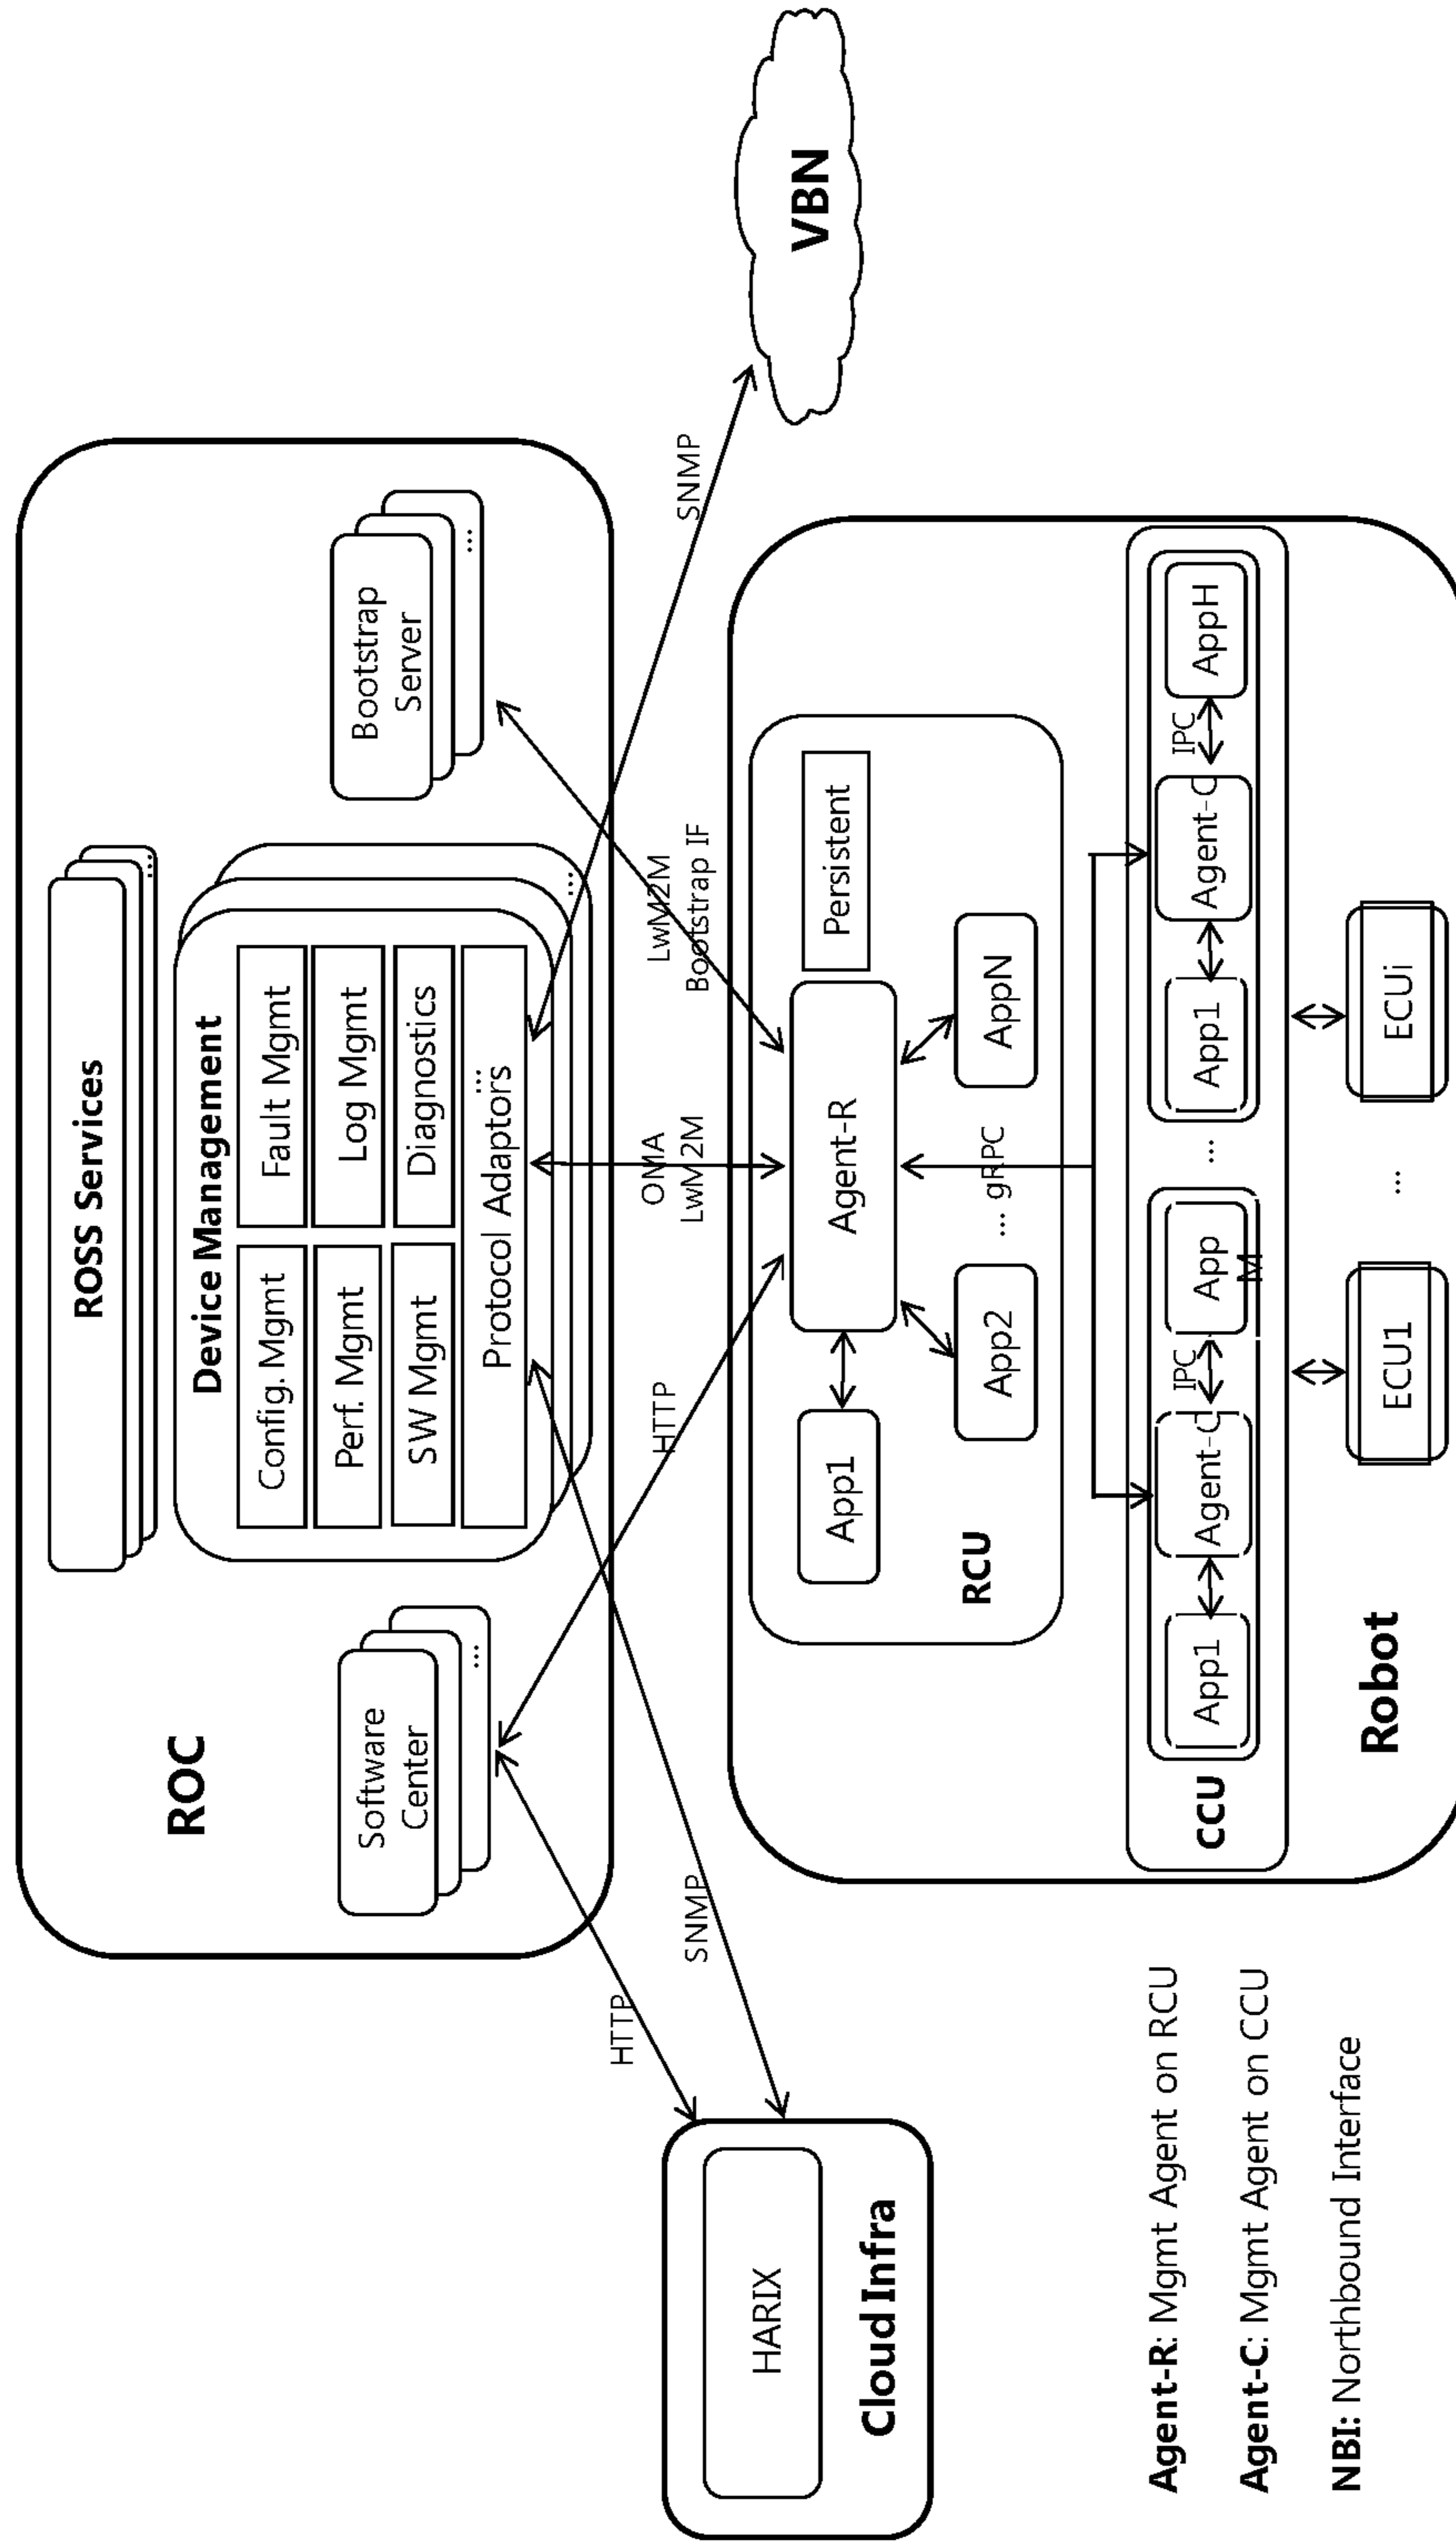 ROSS Services
...
ROC
Device Management
Config. Mgmt
Fault Mgmt
Perf. Mgmt
Log Mgmt
SW Mgmt
Diagnostics
...
Protocol Adaptors
...
Software
Center
...
Bootstrap
Server
...
HTTP
SNMP
HTTP
OMA
LwM2M
LwM2M
Bootstrap IF
SNMP
VBN
HARIX
Cloud Infra
App1
Agent-R
Persistent
App2
... gRPC
AppN
RCU
CCU
App1
Agent-C
IPC
App
M
...
App1
Agent-C
IPC
AppH
ECU1
...
ECUi
Robot
Agent-R: Mgmt Agent on RCU
Agent-C: Mgmt Agent on CCU
NBI: Northbound Interface